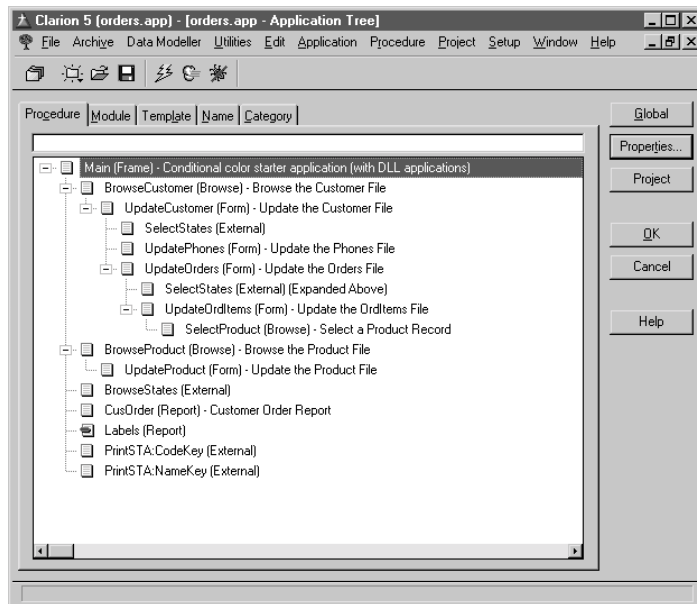 Clarion 5 (orders.app) - [orders.app - Application Tree]
File Archive Data Modeller Utilities Edit Application Procedure Project Setup Window Help
Procedure Module Template Name Category
Global
Properties...
Project
OK
Cancel
Help
Main (Frame) - Conditional color starter application (with DLL applications)
BrowseCustomer (Browse) - Browse the Customer File
UpdateCustomer (Form) - Update the Customer File
SelectStates (External)
UpdatePhones (Form) - Update the Phones File
UpdateOrders (Form) - Update the Orders File
SelectStates (External) (Expanded Above)
UpdateOrdItems (Form) - Update the OrdItems File
SelectProduct (Browse) - Select a Product Record
BrowseProduct (Browse) - Browse the Product File
UpdateProduct (Form) - Update the Product File
BrowseStates (External)
CusOrder (Report) - Customer Order Report
Labels (Report)
PrintSTA:CodeKey (External)
PrintSTA:NameKey (External)